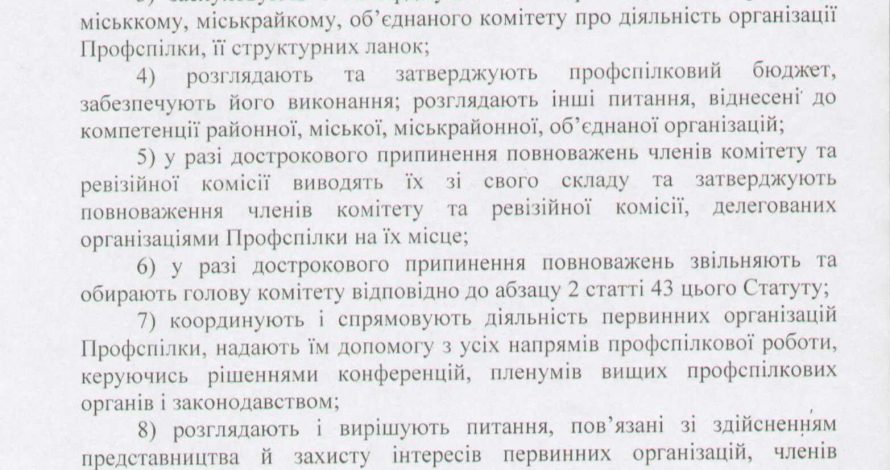 міськкому, міськрайкому, об’єднаного комітету про діяльність організації
Профспілки, її структурних ланок;
4) розглядають та затверджують профспілковий бюджет,
забезпечують його виконання; розглядають інші питання, віднесені до
компетенції районної, міської, міськрайонної, об’єднаної організацій;
5) у разі дострокового припинення повноважень членів комітету та
ревізійної комісії виводять їх зі свого складу та затверджують
повноваження членів комітету та ревізійної комісії, делегованих
організаціями Профспілки на їх місце;
6) у разі дострокового припинення повноважень звільняють та
обирають голову комітету відповідно до абзацу 2 статті 43 цього Статуту;
7) координують і спрямовують діяльність первинних організацій
Профспілки, надають їм допомогу з усіх напрямів профспілкової роботи,
керуючись рішеннями конференцій, пленумів вищих профспілкових
органів і законодавством;
8) розглядають і вирішують питання, пов’язані зі здійсненням
представництва й захисту інтересів первинних організацій, членів